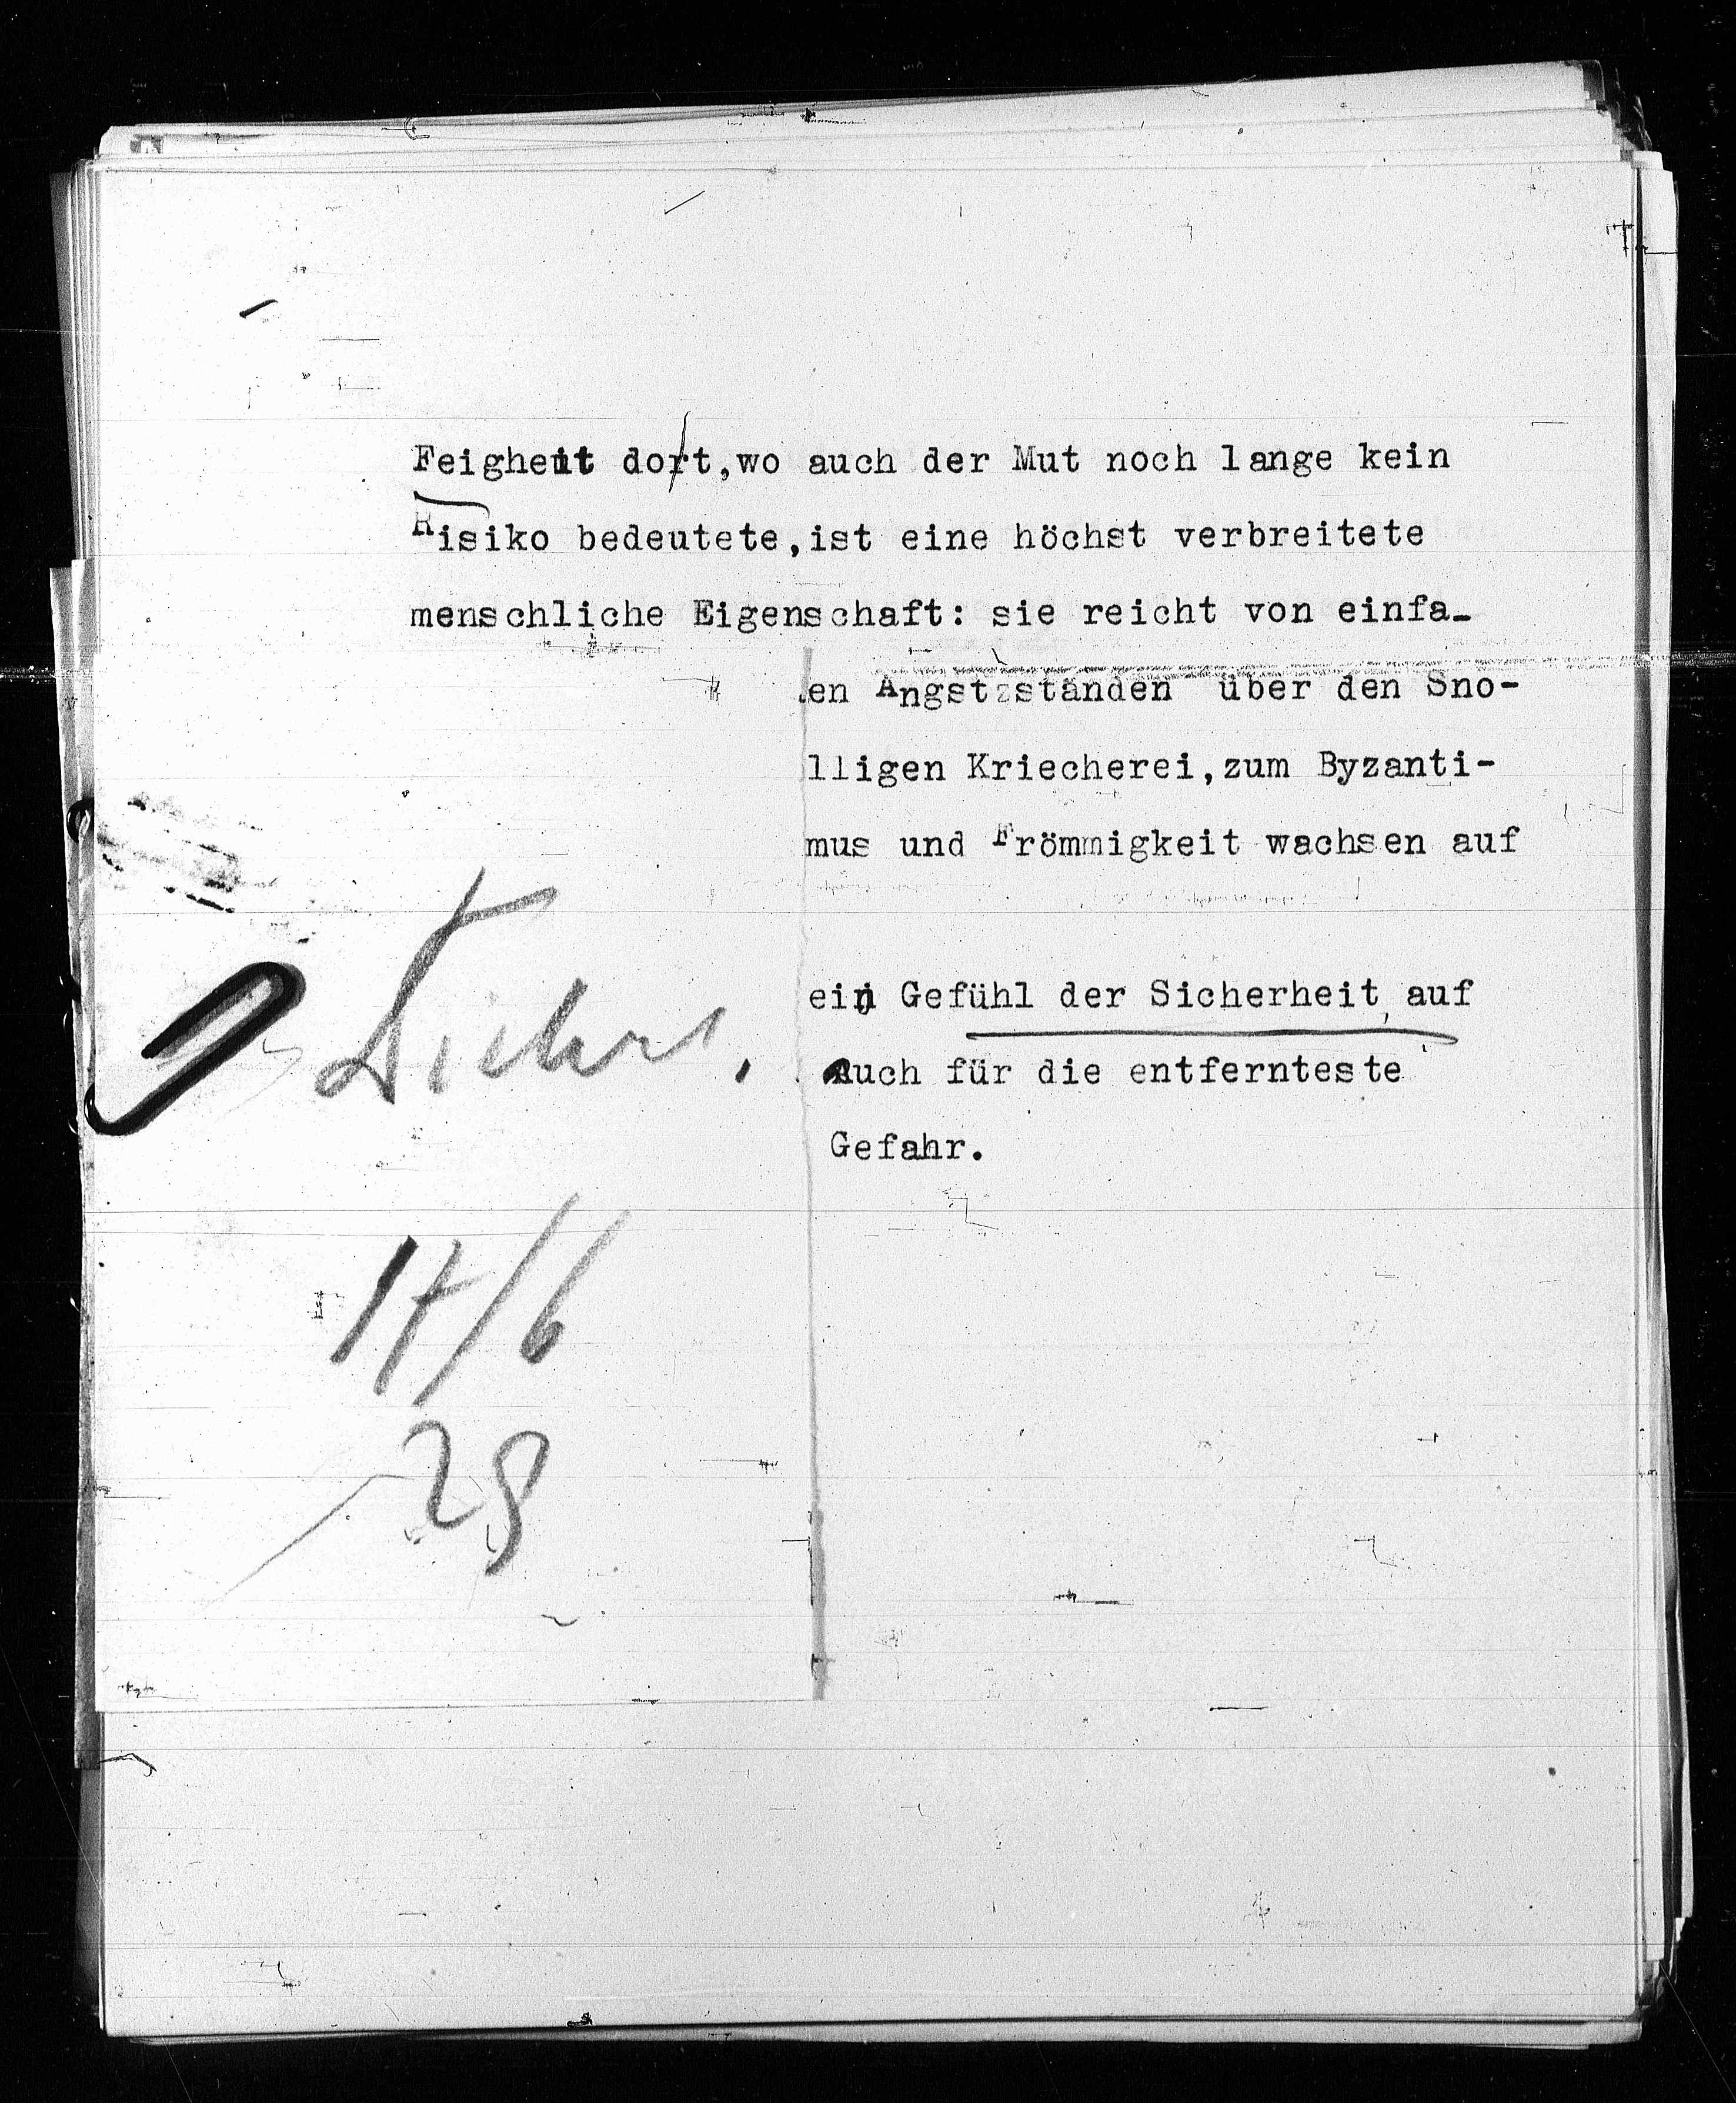 Feigheit dort,wo auch der Mut noch lange kein
Risiko bedeutete,ist eine höchst verbreitete
menschliche Eigenschaft: sie reicht von einfa-
en Angstzständen über den Sno-
lligen Kriecherei,zum Byzanti-
mus und Frömmigkeit wachsen auf
ein Gefühl der Sicherheit, auf
Auch für die entfernteste
Gefahr.
17/6
28